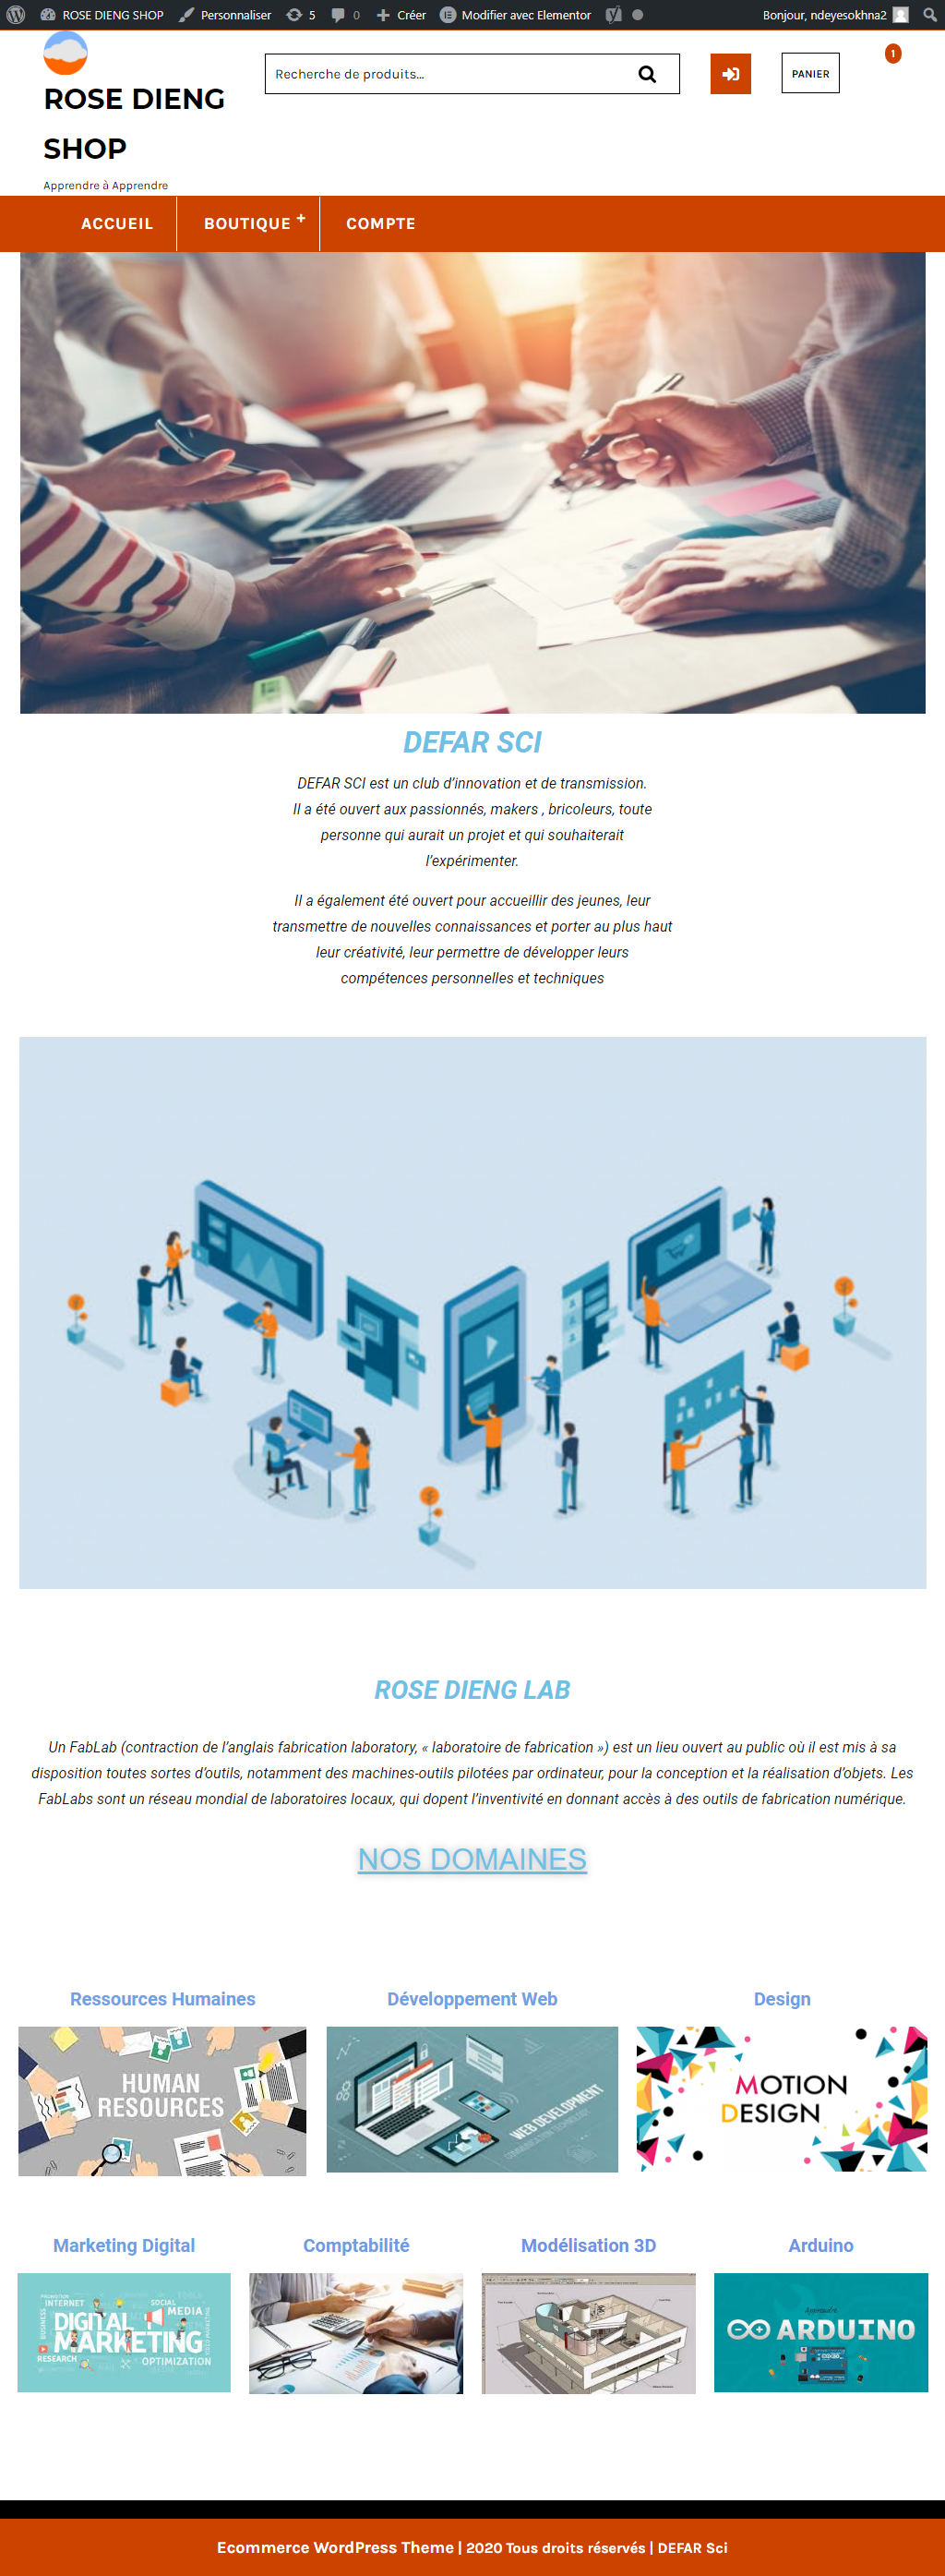 ROSE DIENG SHOP Personnaliser 5 0 Créer Modifier avec Elementor Bonjour, ndeyesokhna2
ROSE DIENG
SHOP
Apprendre à Apprendre
Recherche de produits...
PANIER
1
ACCUEIL
BOUTIQUE +
COMPTE
DEFAR SCI
DEFAR SCI est un club d’innovation et de transmission.
Il a été ouvert aux passionnés, makers , bricoleurs, toute
personne qui aurait un projet et qui souhaiterait
l’expérimenter.
Il a également été ouvert pour accueillir des jeunes, leur
transmettre de nouvelles connaissances et porter au plus haut
leur créativité, leur permettre de développer leurs
compétences personnelles et techniques
ROSE DIENG LAB
Un FabLab (contraction de l’anglais fabrication laboratory, « laboratoire de fabrication ») est un lieu ouvert au public où il est mis à sa
disposition toutes sortes d’outils, notamment des machines-outils pilotées par ordinateur, pour la conception et la réalisation d’objets. Les
FabLabs sont un réseau mondial de laboratoires locaux, qui dopent l’inventivité en donnant accès à des outils de fabrication numérique.
NOS DOMAINES
Ressources Humaines
HUMAN
RESOURCES
Développement Web
WEB DEVELOPMENT
Design
MOTION
DESIGN
Marketing Digital
INTERNET
SOCIAL
MEDIA
BUSINESS
DIGITAL
MARKETING
RESEARCH
OPTIMIZATION
Comptabilité
Modélisation 3D
Arduino
ARDUINO
Ecommerce WordPress Theme | 2020 Tous droits réservés | DEFAR Sci